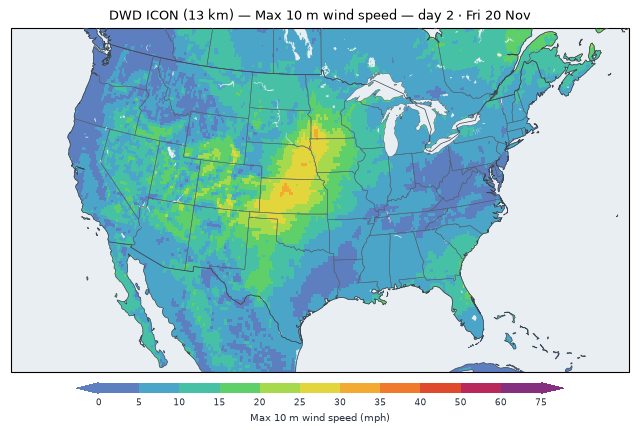 DWD ICON (13 km) — Max 10 m wind speed — day 2 · Fri 20 Nov
0 5 10 15 20 25 30 35 40 50 60 75
Max 10 m wind speed (mph)